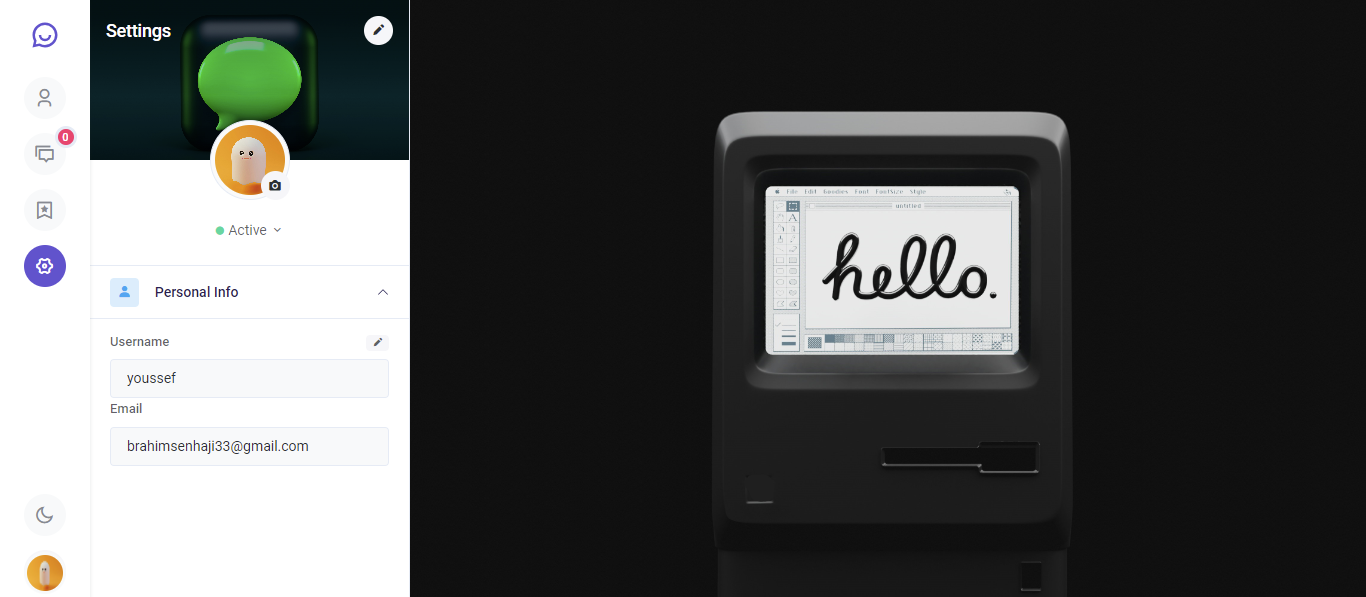 Settings
0
Active
Personal Info
Username
youssef
Email
brahimsenhaji33@gmail.com
File Edit Goodies Font FontSize Style
untitled
hello.